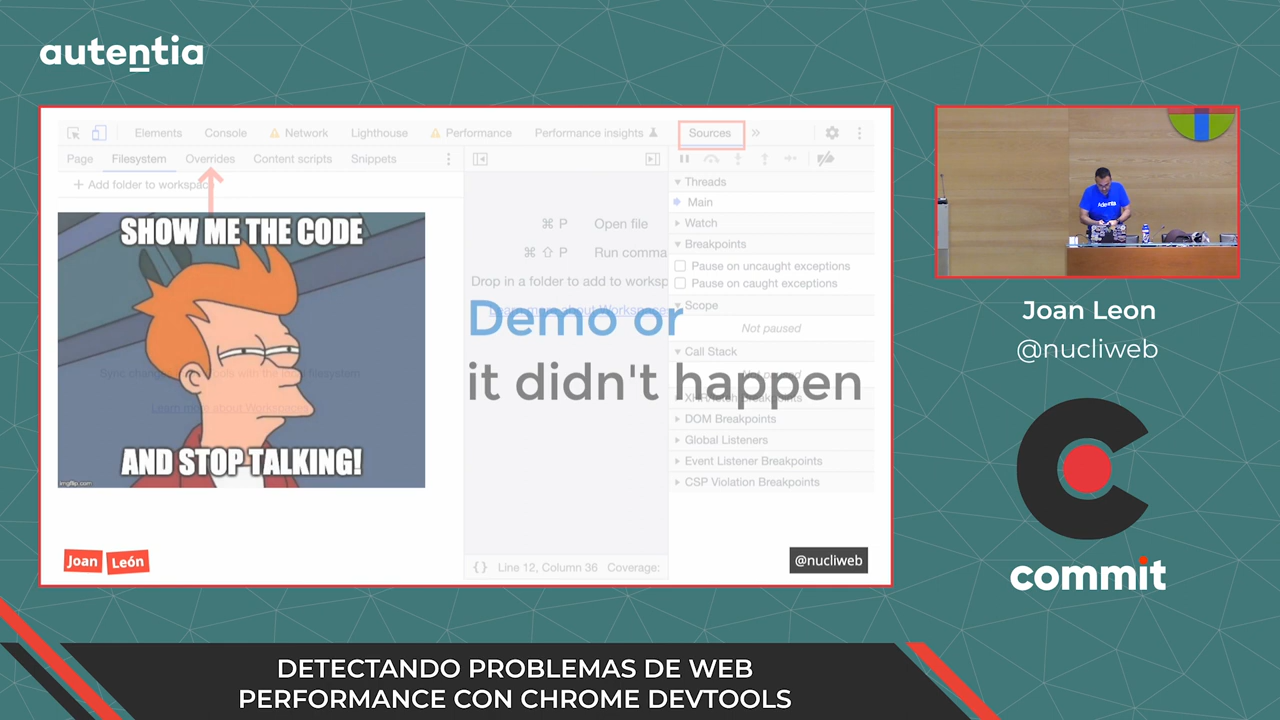 autentia
Elements Console Network Lighthouse Performance Performance insights Sources »
Page Filesystem Overrides Content scripts Snippets
+ Add folder to workspac
SHOW ME THE CODE
AND STOP TALKING!
imgflip.com
⌘ P Open file
⌘ ⇧ P Run comma
Drop in a folder to add to worksp
Demo or
it didn't happen
Threads
Main
Watch
Breakpoints
Pause on uncaught exceptions
Pause on caught exceptions
Scope
Not paused
Call Stack
DOM Breakpoints
Global Listeners
Event Listener Breakpoints
CSP Violation Breakpoints
{} Line 12, Column 36 Coverage:
Joan León
@nucliweb
Joan Leon
@nucliweb
commit
DETECTANDO PROBLEMAS DE WEB
PERFORMANCE CON CHROME DEVTOOLS